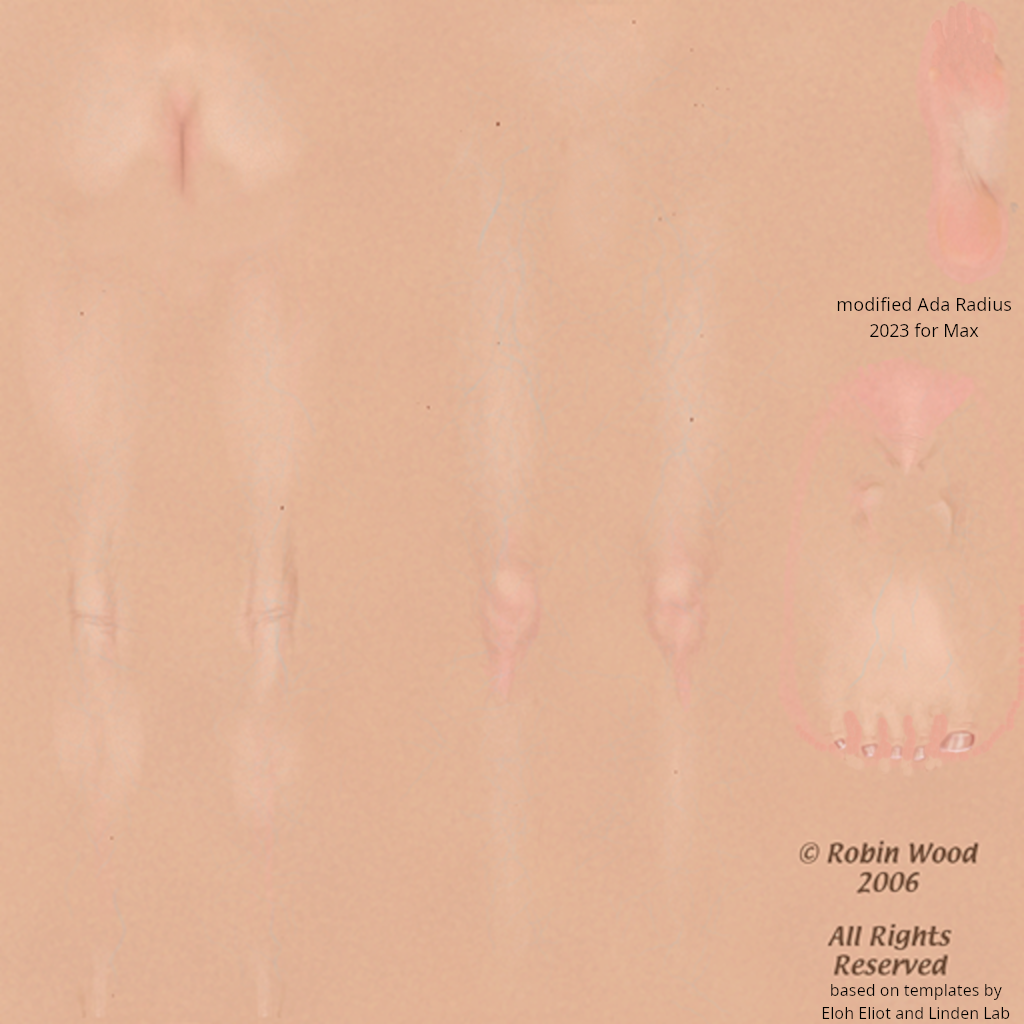 modified Ada Radius
2023 for Max
© Robin Wood
2006
All Rights
Reserved
based on templates by
Eloh Eliot and Linden Lab